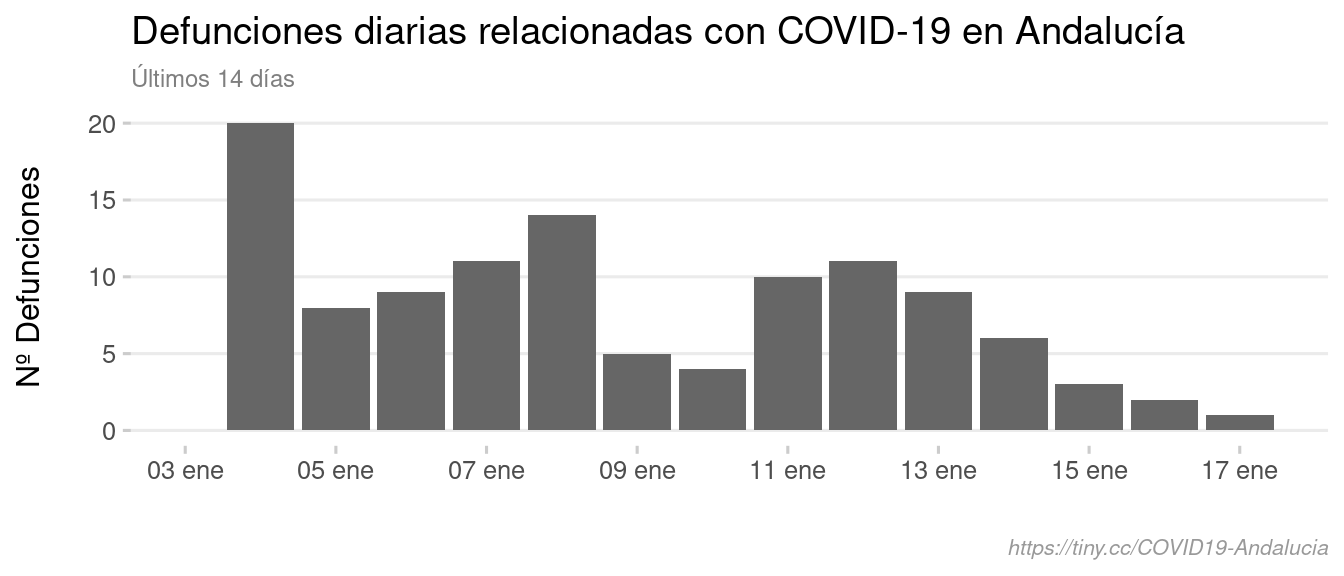 Defunciones diarias relacionadas con COVID-19 en Andalucía
Últimos 14 días
Nº Defunciones
20
15
10
5
0
03 ene
05 ene
07 ene
09 ene
11 ene
13 ene
15 ene
17 ene
https://tiny.cc/COVID19-Andalucia